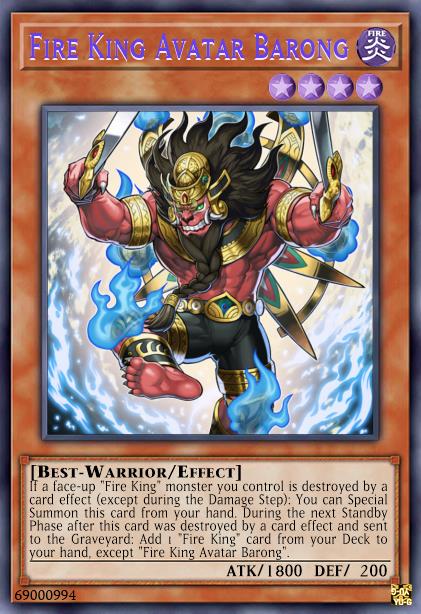 FIRE KING AVATAR BARONG
FIRE
炎
[BEST-WARRIOR/EFFECT]
If a face-up "Fire King" monster you control is destroyed by a
card effect (except during the Damage Step): You can Special
Summon this card from your hand. During the next Standby
Phase after this card was destroyed by a card effect and sent
to the Graveyard: Add 1 "Fire King" card from your Deck to
your hand, except "Fire King Avatar Barong".
ATK/1800 DEF/ 200
69000994